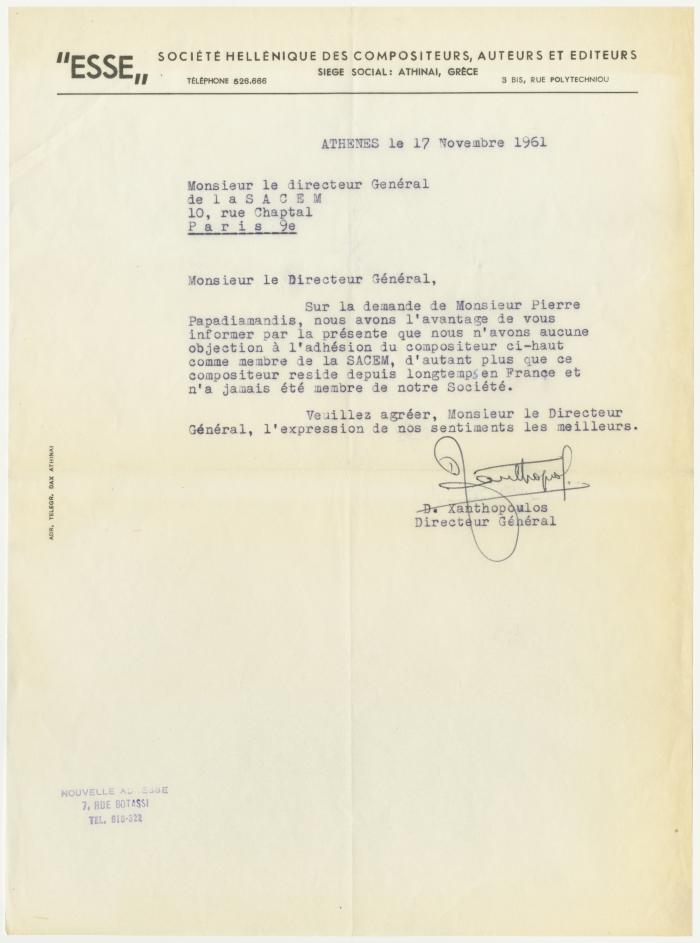 "ESSE„ SOCIÉTÉ HELLÉNIQUE DES COMPOSITEURS, AUTEURS ET EDITEURS
SIEGE SOCIAL: ATHINAI, GRÈCE
TÉLÉPHONE 526.666
3 BIS, RUE POLYTECHNIOU
ATHENES le 17 Novembre 1961
Monsieur le directeur Genéral
de l a S A C E M
10, rue Chaptal
P a r i s 9e
Monsieur le Directeur Général,
Sur la demande de Monsieur Pierre
Papadiamandis, nous avons l'avantage de vous
informer par la présente que nous n'avons aucune
objection à l'adhésion du compositeur ci-haut
comme membre de la SACEM, d'autant plus que ce
compositeur reside depuis longtemps en France et
n'a jamais été membre de notre Société.
Veuillez agréer, Monsieur le Directeur
Général, l'expression de nos sentiments les meilleurs.
D. Xanthopoulos
Directeur Général
ADR. TELEGR. DAX ATHINAI
NOUVELLE ADRESSE
7, RUE BOTASSI
TEL. 618-322